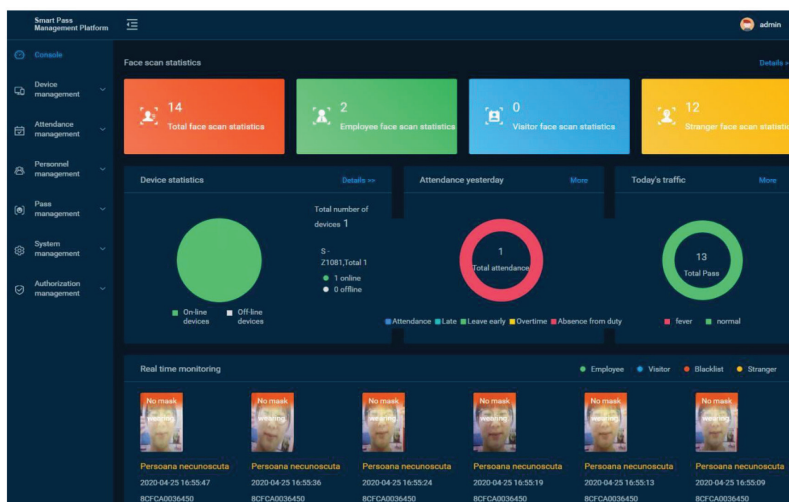 Smart Pass
Management Platform
admin
Console
Device
management
Attendance
management
Personnel
management
Pass
management
System
management
Authorization
management
Face scan statistics
Details >
14
Total face scan statistics
2
Employee face scan statistics
0
Visitor face scan statistics
12
Stranger face scan statistic
Device statistics
Details >>
Total number of
devices 1
S -
Z1081,Total 1
1 online
0 offline
On-line
devices
Off-line
devices
Attendance yesterday
More
1
Total attendance
Attendance Late Leave early Overtime Absence from duty
Today's traffic
More
13
Total Pass
fever normal
Real time monitoring
Employee Visitor Blacklist Stranger
No mask
wearing
Persoana necunoscuta
2020-04-25 16:55:47
8CFCA0036450
No mask
wearing
Persoana necunoscuta
2020-04-25 16:55:36
8CFCA0036450
No mask
wearing
Persoana necunoscuta
2020-04-25 16:55:24
8CFCA0036450
No mask
wearing
Persoana necunoscuta
2020-04-25 16:55:19
8CFCA0036450
No mask
wearing
Persoana necunoscuta
2020-04-25 16:55:13
8CFCA0036450
No mask
wearing
Persoana necunoscuta
2020-04-25 16:55:09
8CFCA0036450